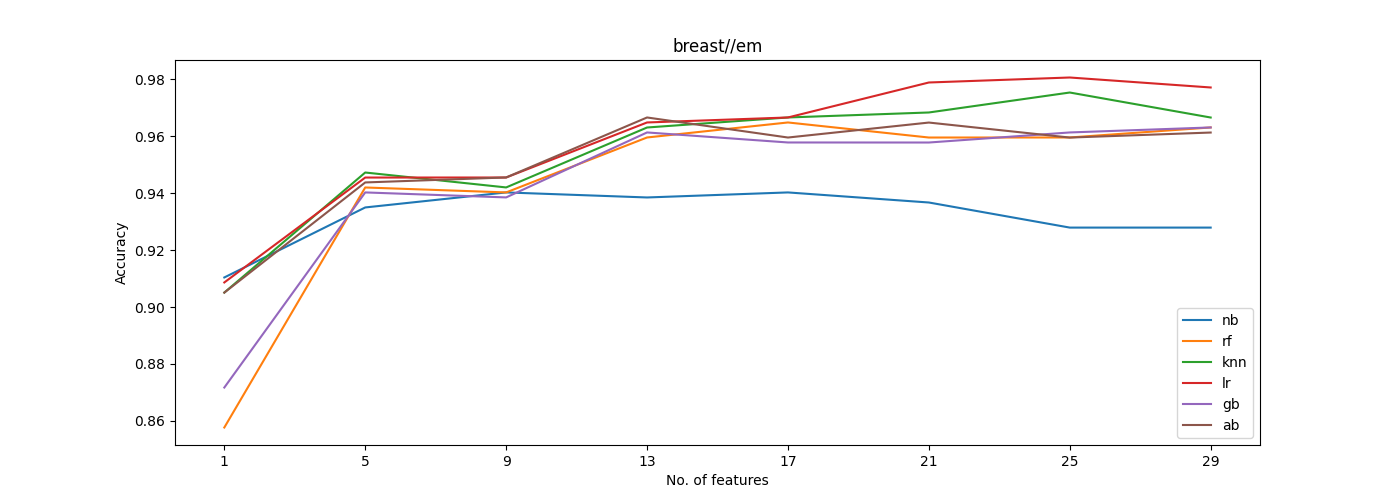 breast//em
Accuracy
0.98
0.96
0.94
0.92
0.90
0.88
0.86
1 5 9 13 17 21 25 29
No. of features
nb
rf
knn
lr
gb
ab